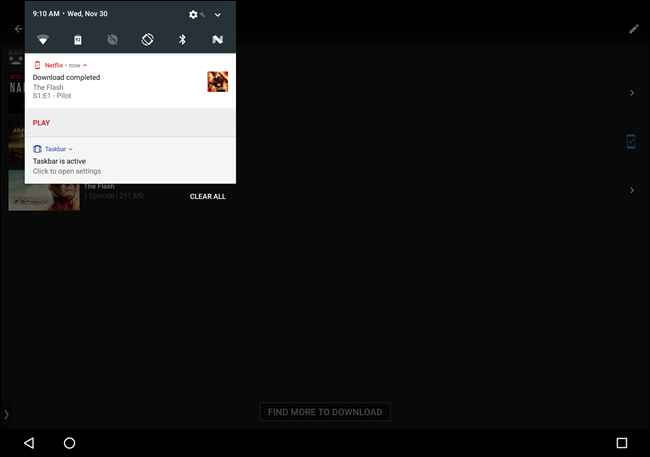 9:10 AM • Wed, Nov 30
Netflix • now
Download completed
The Flash
S1:E1 - Pilot
PLAY
Taskbar
Taskbar is active
Click to open settings
The Flash
1 Episode | 211 MB
CLEAR ALL
FIND MORE TO DOWNLOAD